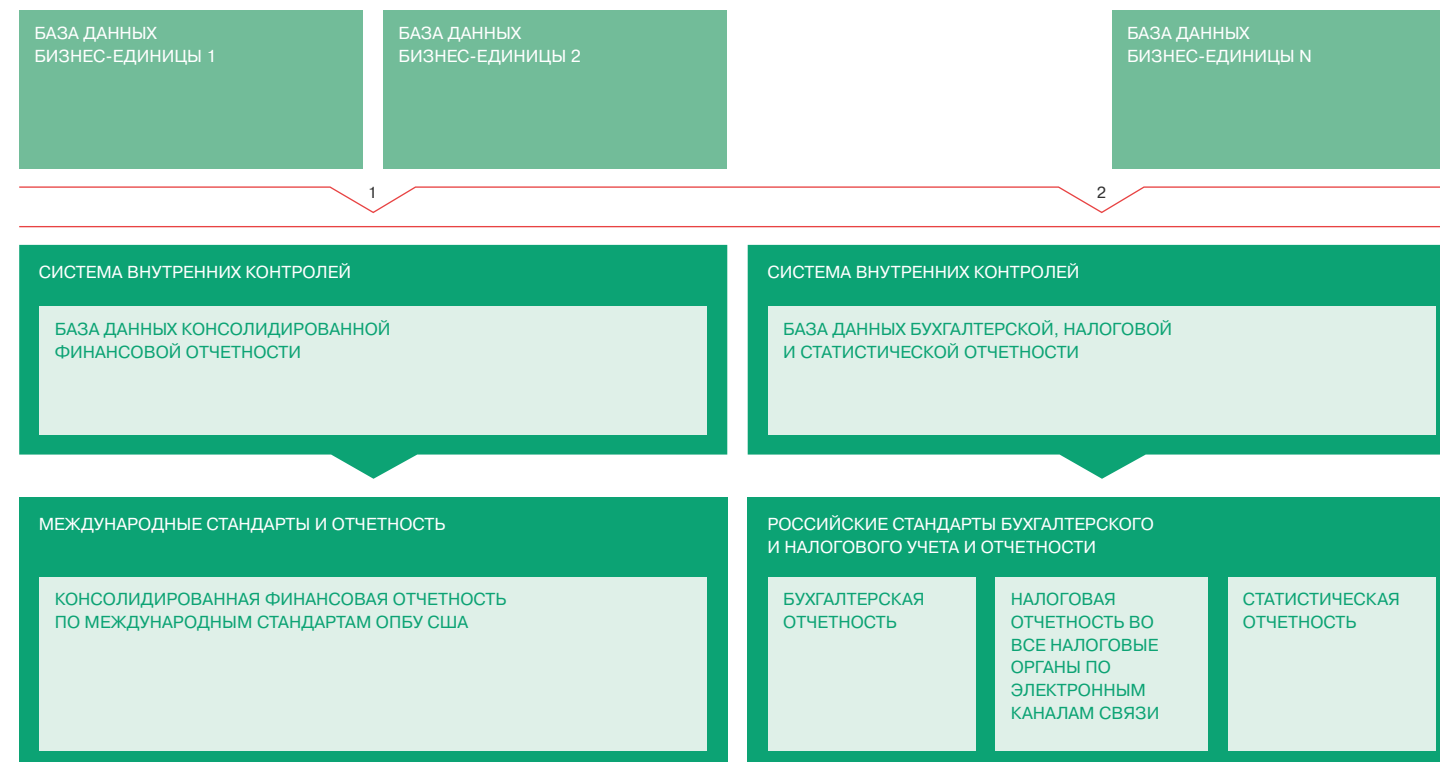 БАЗА ДАННЫХ
БИЗНЕС-ЕДИНИЦЫ 1
БАЗА ДАННЫХ
БИЗНЕС-ЕДИНИЦЫ 2
БАЗА ДАННЫХ
БИЗНЕС-ЕДИНИЦЫ N
1
2
СИСТЕМА ВНУТРЕННИХ КОНТРОЛЕЙ
БАЗА ДАННЫХ КОНСОЛИДИРОВАННОЙ
ФИНАНСОВОЙ ОТЧЕТНОСТИ
СИСТЕМА ВНУТРЕННИХ КОНТРОЛЕЙ
БАЗА ДАННЫХ БУХГАЛТЕРСКОЙ, НАЛОГОВОЙ
И СТАТИСТИЧЕСКОЙ ОТЧЕТНОСТИ
МЕЖДУНАРОДНЫЕ СТАНДАРТЫ И ОТЧЕТНОСТЬ
КОНСОЛИДИРОВАННАЯ ФИНАНСОВАЯ ОТЧЕТНОСТЬ
ПО МЕЖДУНАРОДНЫМ СТАНДАРТАМ ОПБУ США
РОССИЙСКИЕ СТАНДАРТЫ БУХГАЛТЕРСКОГО
И НАЛОГОВОГО УЧЕТА И ОТЧЕТНОСТИ
БУХГАЛТЕРСКАЯ
ОТЧЕТНОСТЬ
НАЛОГОВАЯ
ОТЧЕТНОСТЬ ВО
ВСЕ НАЛОГОВЫЕ
ОРГАНЫ ПО
ЭЛЕКТРОННЫМ
КАНАЛАМ СВЯЗИ
СТАТИСТИЧЕСКАЯ
ОТЧЕТНОСТЬ